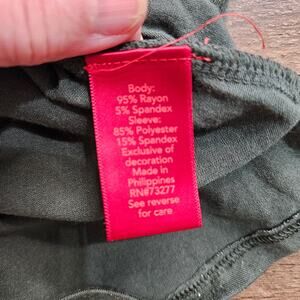 Body:
95% Rayon
5% Spandex
Sleeve:
85% Polyester
15% Spandex
Exclusive of
decoration
Made in
Philippines
RN#73277
See reverse
for care